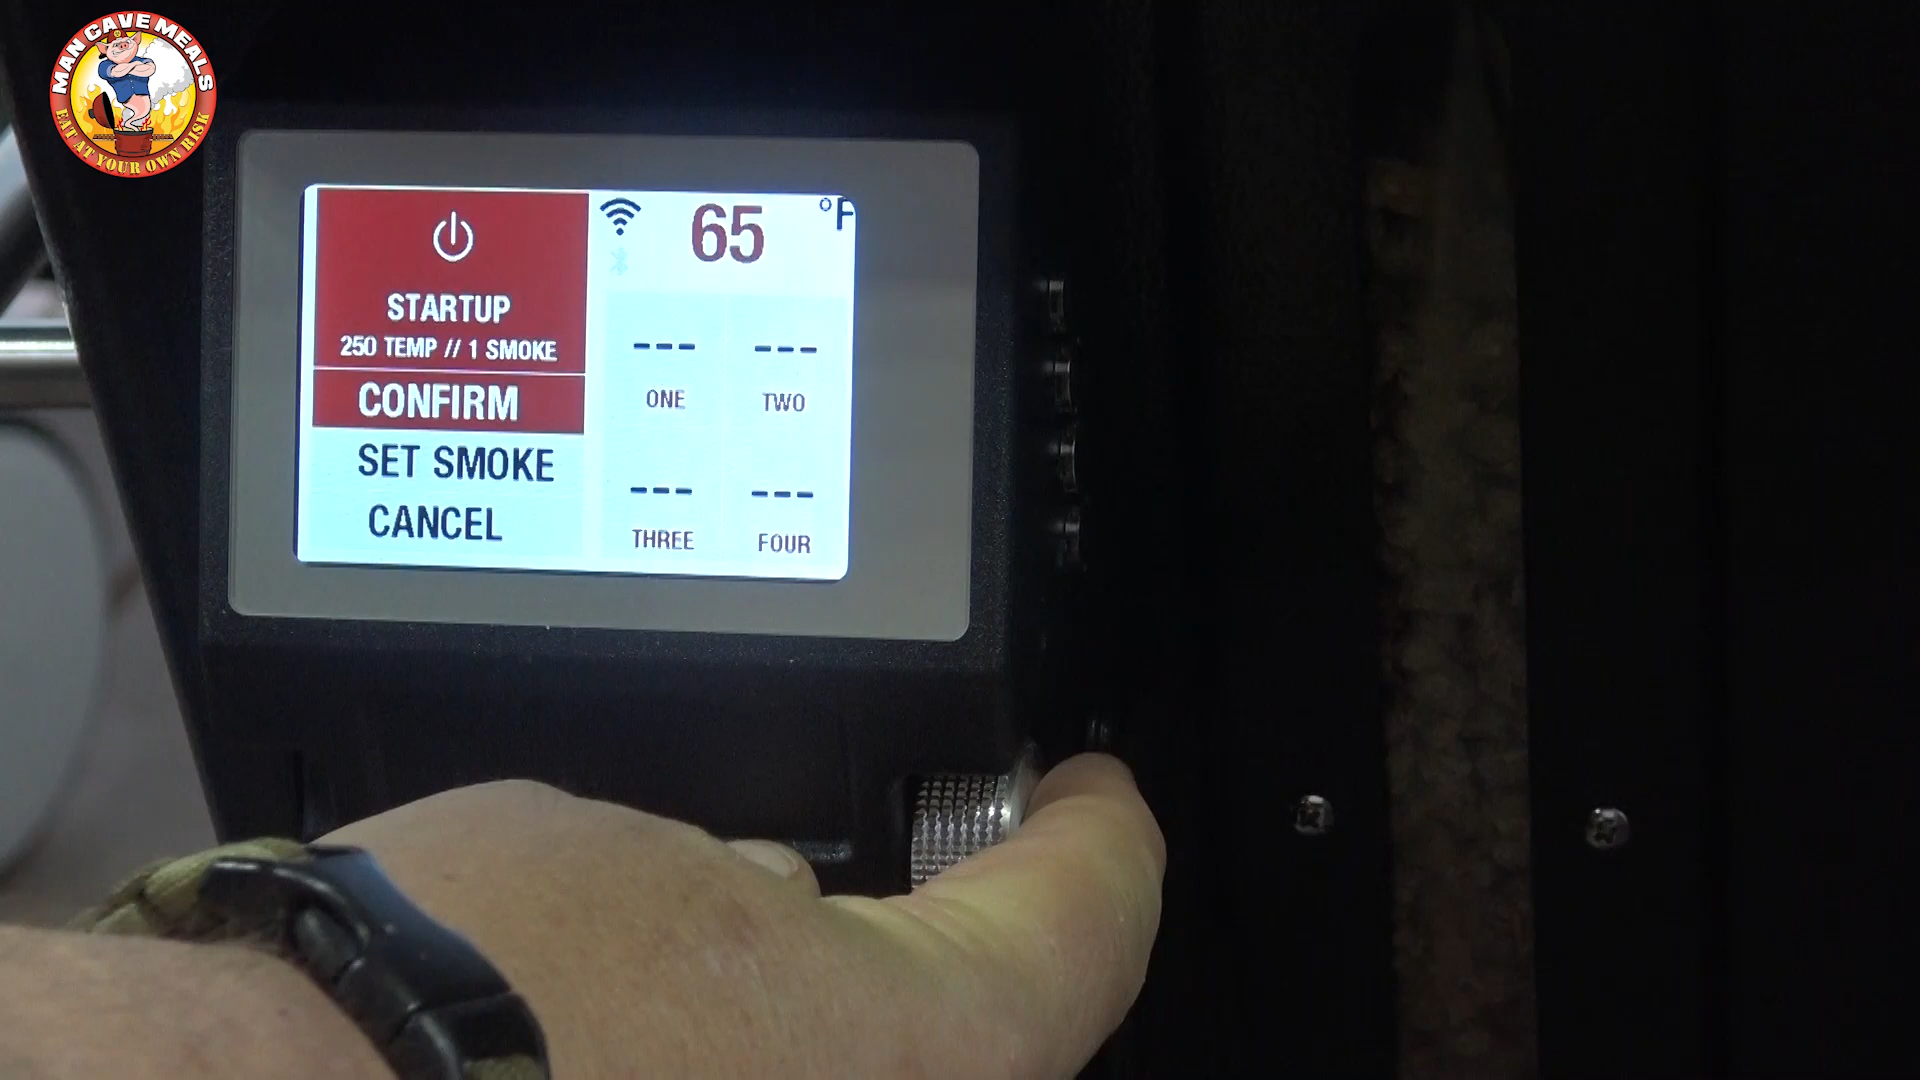 MAN CAVE MEALS
EAT AT YOUR OWN RISK
STARTUP
250 TEMP // 1 SMOKE
CONFIRM
SET SMOKE
CANCEL
65 °F
--- ---
ONE TWO
--- ---
THREE FOUR